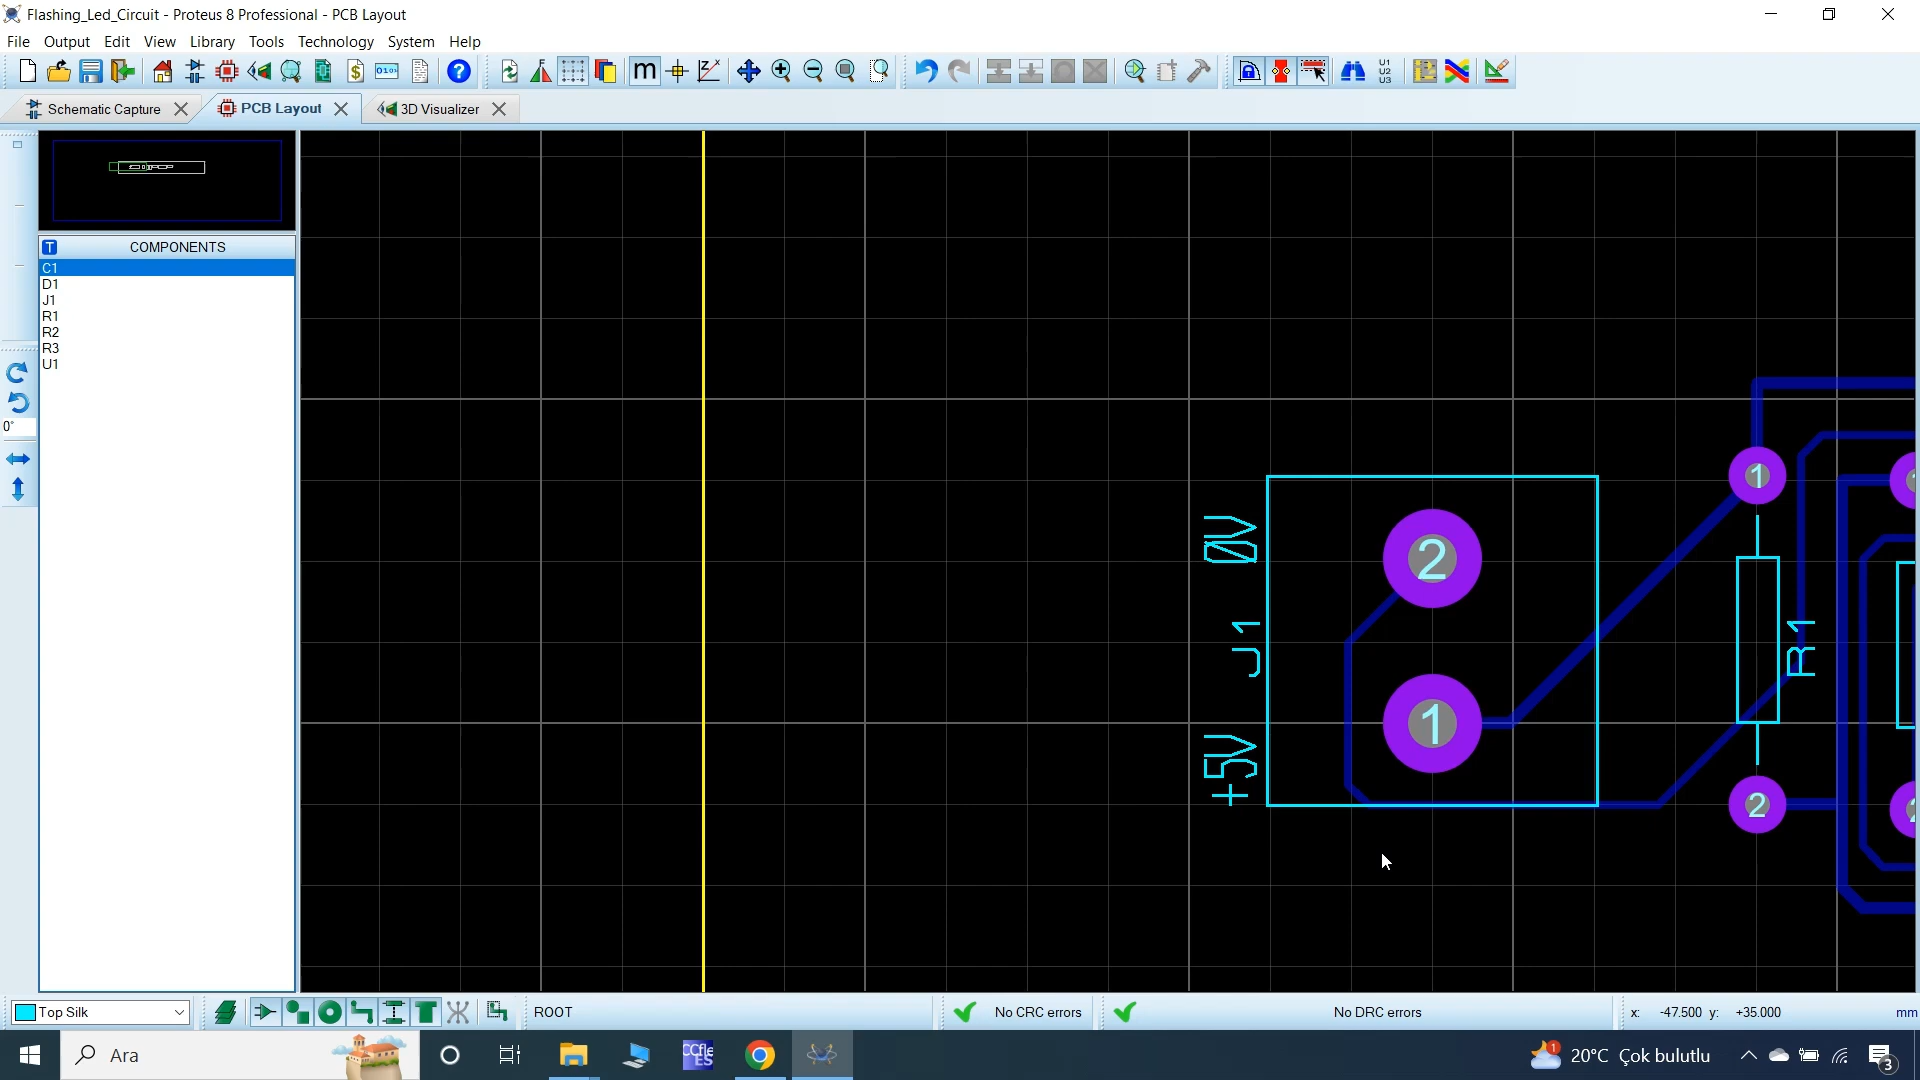 Flashing_Led_Circuit - Proteus 8 Professional - PCB Layout
File Output Edit View Library Tools Technology System Help
Schematic Capture PCB Layout 3D Visualizer
T COMPONENTS
C1
D1
J1
R1
R2
R3
U1
0°
0V
J1
+5V
2
1
1
R1
2
Top Silk
ROOT
No CRC errors
No DRC errors
x: -47.500 y: +35.000 mm
Ara
20°C Çok bulutlu
3